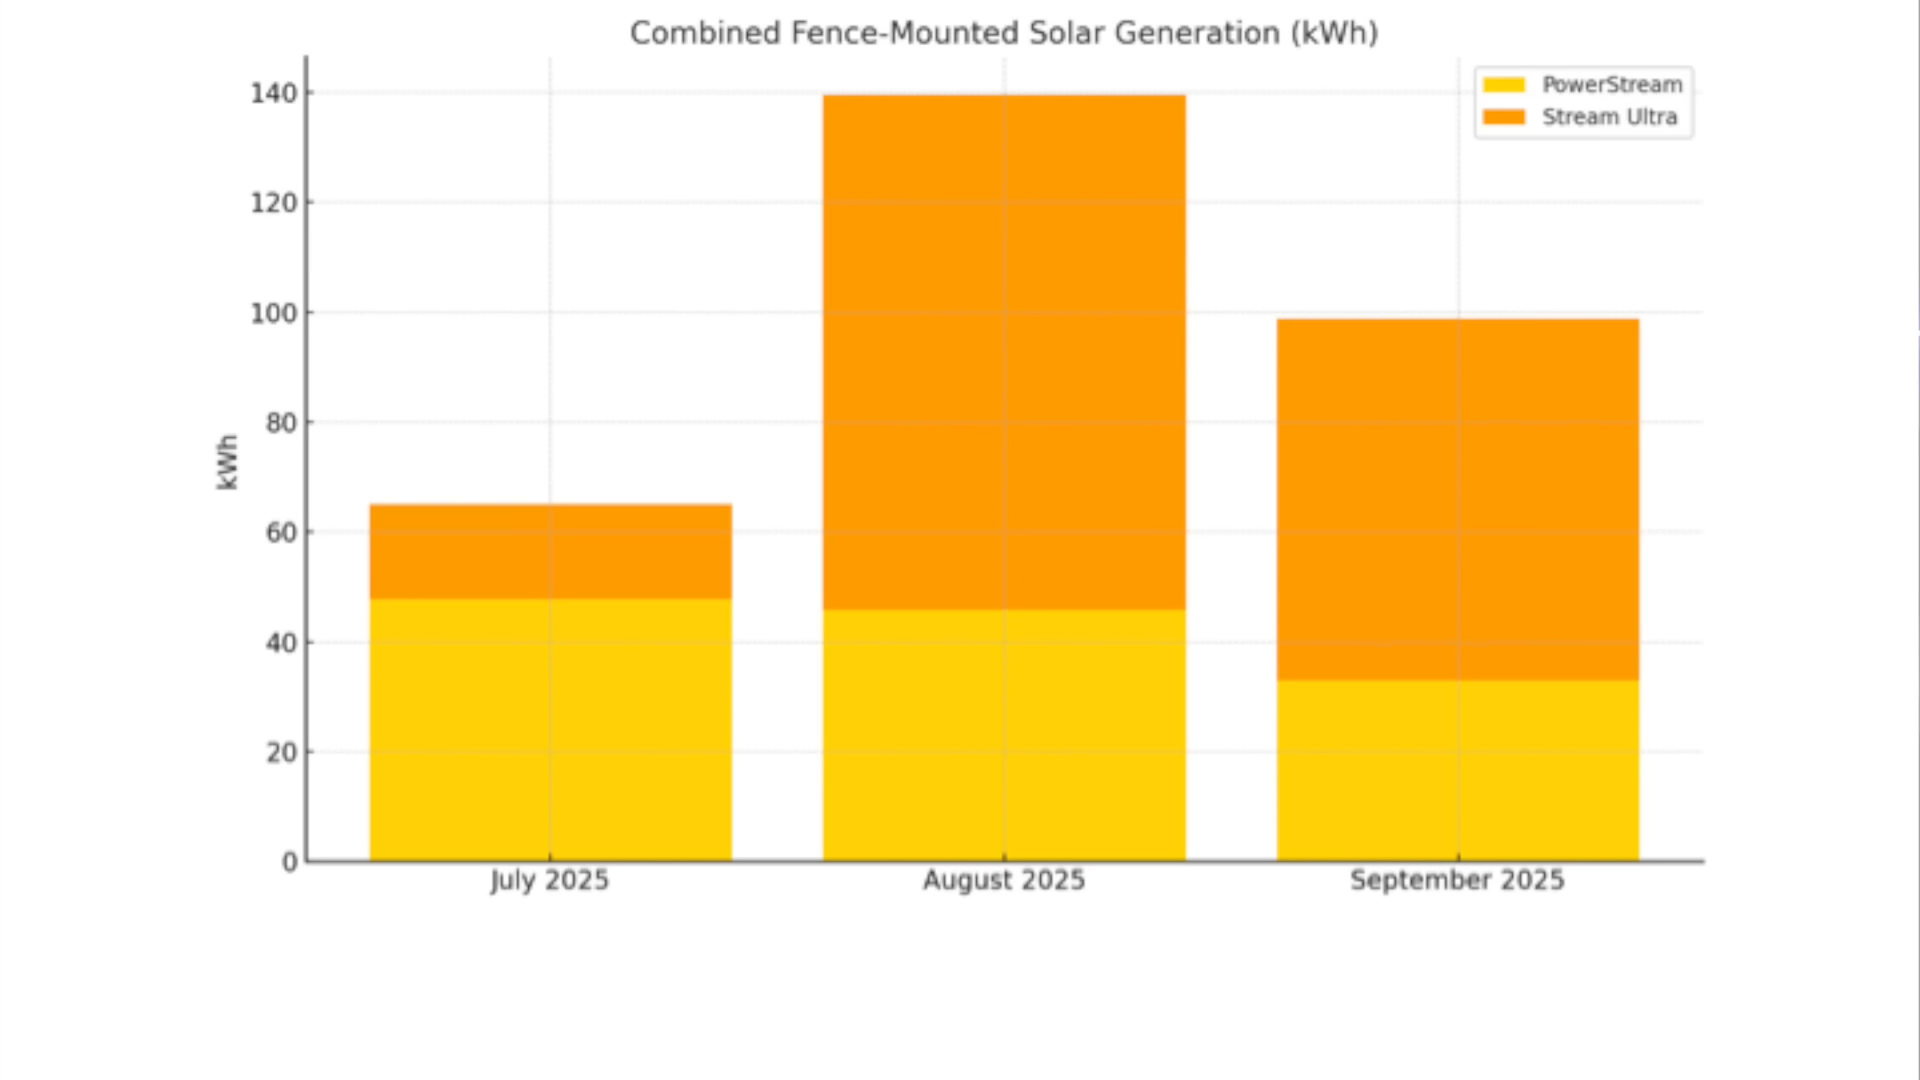 Combined Fence-Mounted Solar Generation (kWh)
PowerStream
Stream Ultra
kWh
140
120
100
80
60
40
20
0
July 2025
August 2025
September 2025